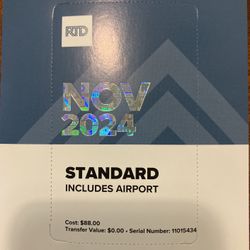 RTD
NOV
2024
STANDARD
INCLUDES AIRPORT
Cost: $88.00
Transfer Value: $0.00 - Serial Number: 11015434